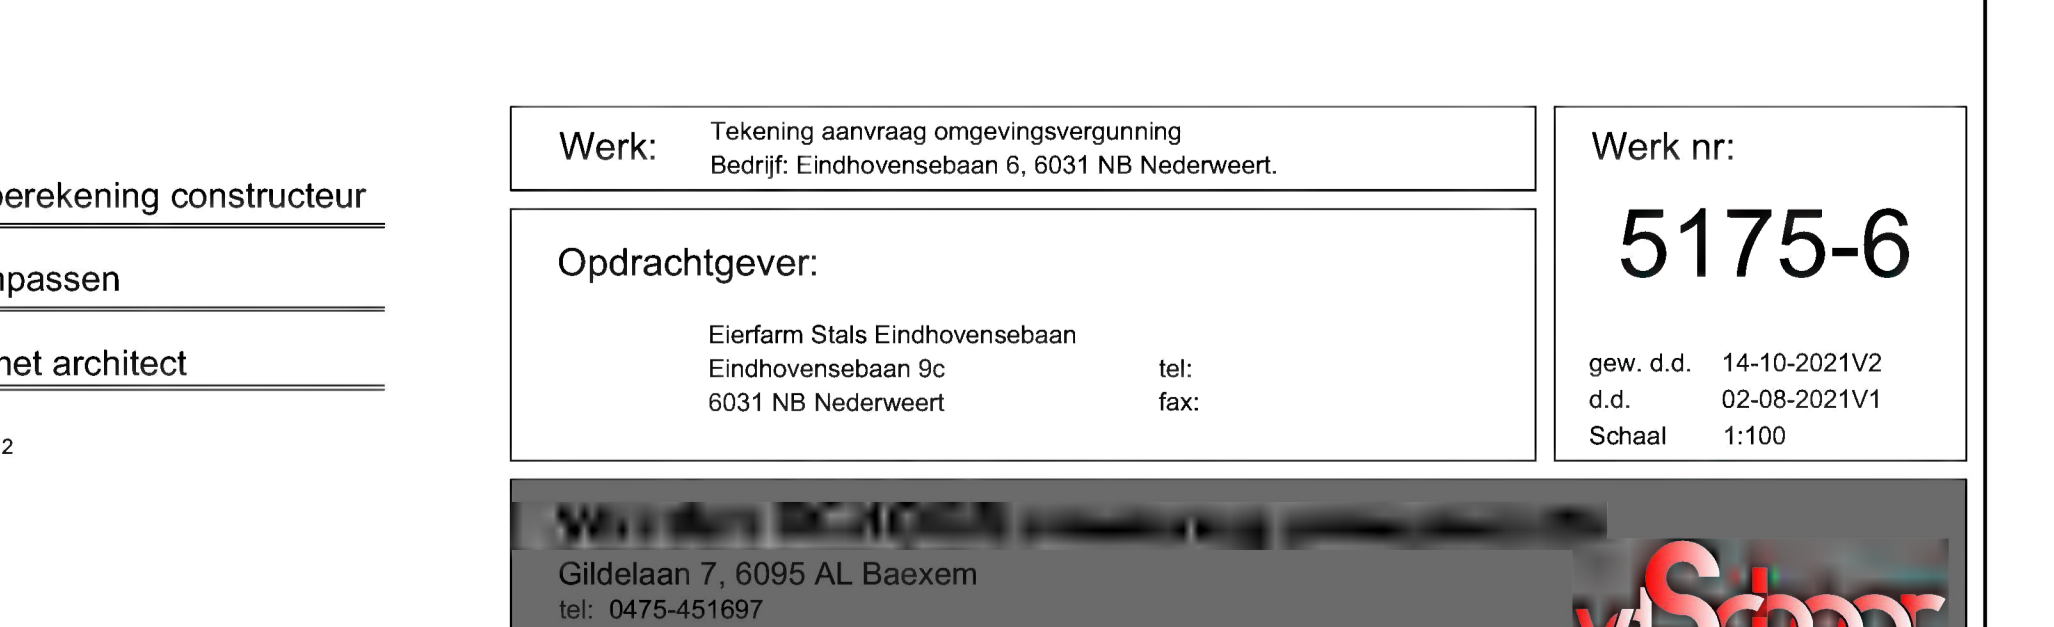 berekening constructeur
npassen
net architect
2
Werk:
Tekening aanvraag omgevingsvergunning
Bedrijf: Eindhovensebaan 6, 6031 NB Nederweert.
Opdrachtgever:
Eierfarm Stals Eindhovensebaan
Eindhovensebaan 9c
6031 NB Nederweert
tel:
fax:
Werk nr:
5175-6
gew. d.d. 14-10-2021V2
d.d. 02-08-2021V1
Schaal 1:100
Gildelaan 7, 6095 AL Baexem
tel: 0475-451697